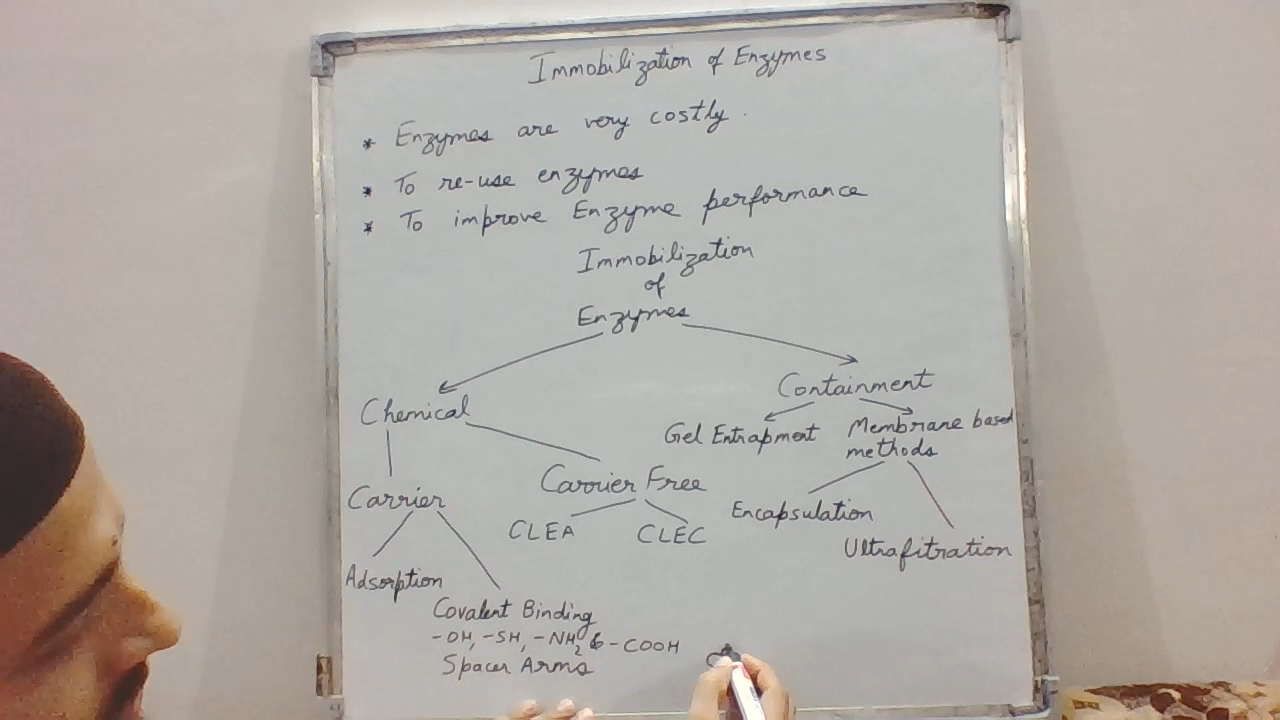 Immobilization of Enzymes
* Enzymes are very costly.
* To re-use enzymes
* To improve Enzyme performance
Immobilization
of
Enzymes
Chemical
Containment
Carrier
Carrier Free
Gel Entrapment
Membrane based
methods
Adsorption
Covalent Binding
-OH, -SH, -NH₂ & -COOH
Spacer Arms
CLEA
CLEC
Encapsulation
Ultrafitration